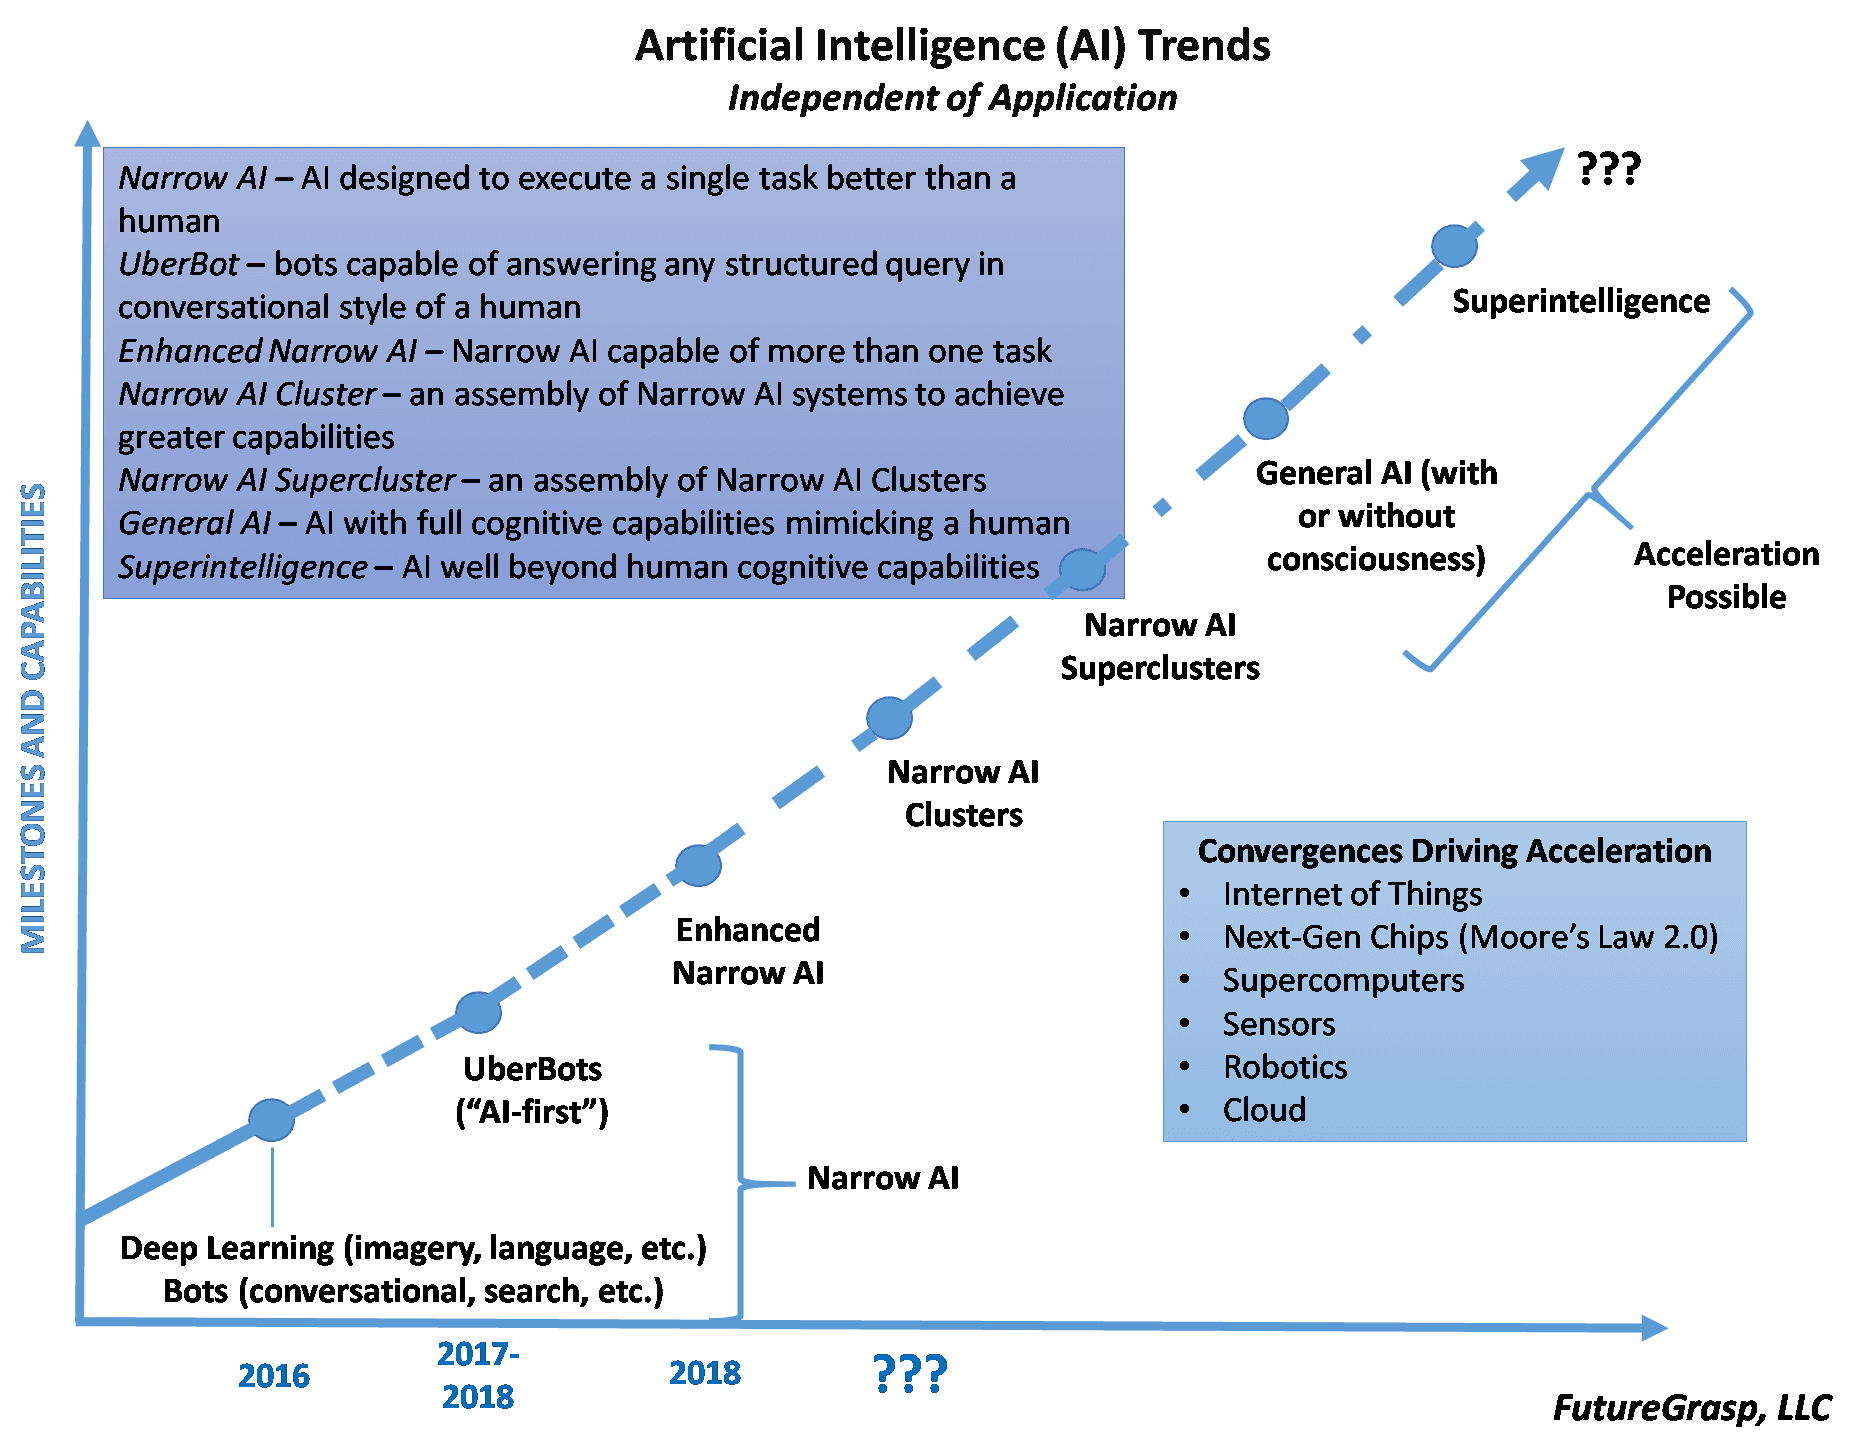 Artificial Intelligence (AI) Trends
Independent of Application
Narrow AI – AI designed to execute a single task better than a
human
UberBot – bots capable of answering any structured query in
conversational style of a human
Enhanced Narrow AI – Narrow AI capable of more than one task
Narrow AI Cluster – an assembly of Narrow AI systems to achieve
greater capabilities
Narrow AI Supercluster – an assembly of Narrow AI Clusters
General AI – AI with full cognitive capabilities mimicking a human
Superintelligence – AI well beyond human cognitive capabilities
???
Superintelligence
General AI (with
or without
consciousness)
Acceleration
Possible
Narrow AI
Superclusters
Narrow AI
Clusters
Enhanced
Narrow AI
UberBots
(“AI-first”)
Narrow AI
Deep Learning (imagery, language, etc.)
Bots (conversational, search, etc.)
Convergences Driving Acceleration
• Internet of Things
• Next-Gen Chips (Moore’s Law 2.0)
• Supercomputers
• Sensors
• Robotics
• Cloud
MILESTONES AND CAPABILITIES
2016
2017-
2018
2018
???
FutureGrasp, LLC